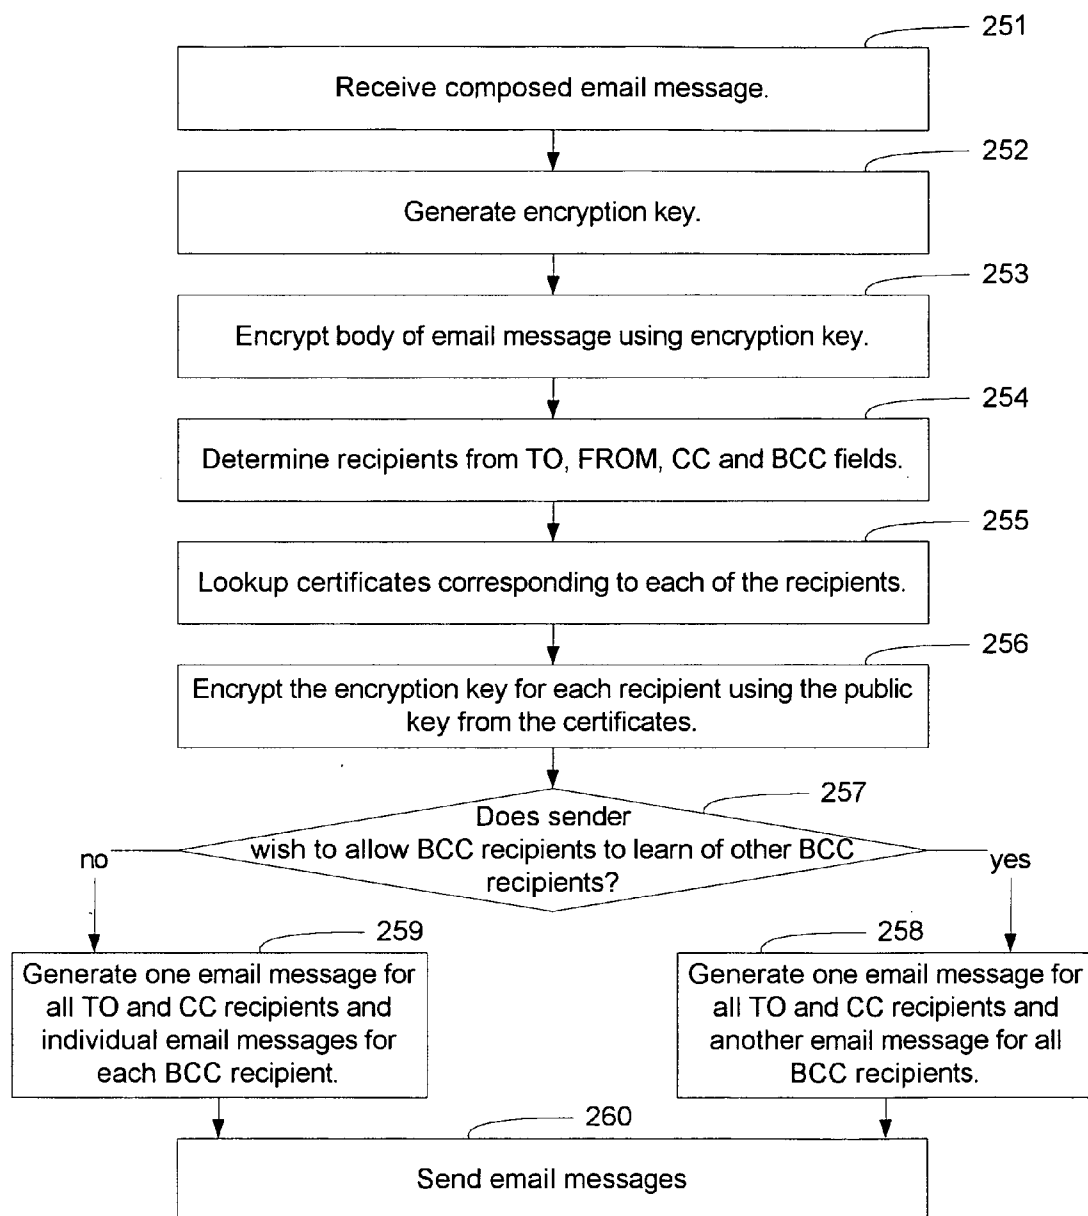 251
Receive composed email message.
252
Generate encryption key.
253
Encrypt body of email message using encryption key.
254
Determine recipients from TO, FROM, CC and BCC fields.
255
Lookup certificates corresponding to each of the recipients.
256
Encrypt the encryption key for each recipient using the public
key from the certificates.
257
Does sender
wish to allow BCC recipients to learn of other BCC
recipients?
no
yes
259
Generate one email message for
all TO and CC recipients and
individual email messages for
each BCC recipient.
258
Generate one email message for
all TO and CC recipients and
another email message for all
BCC recipients.
260
Send email messages